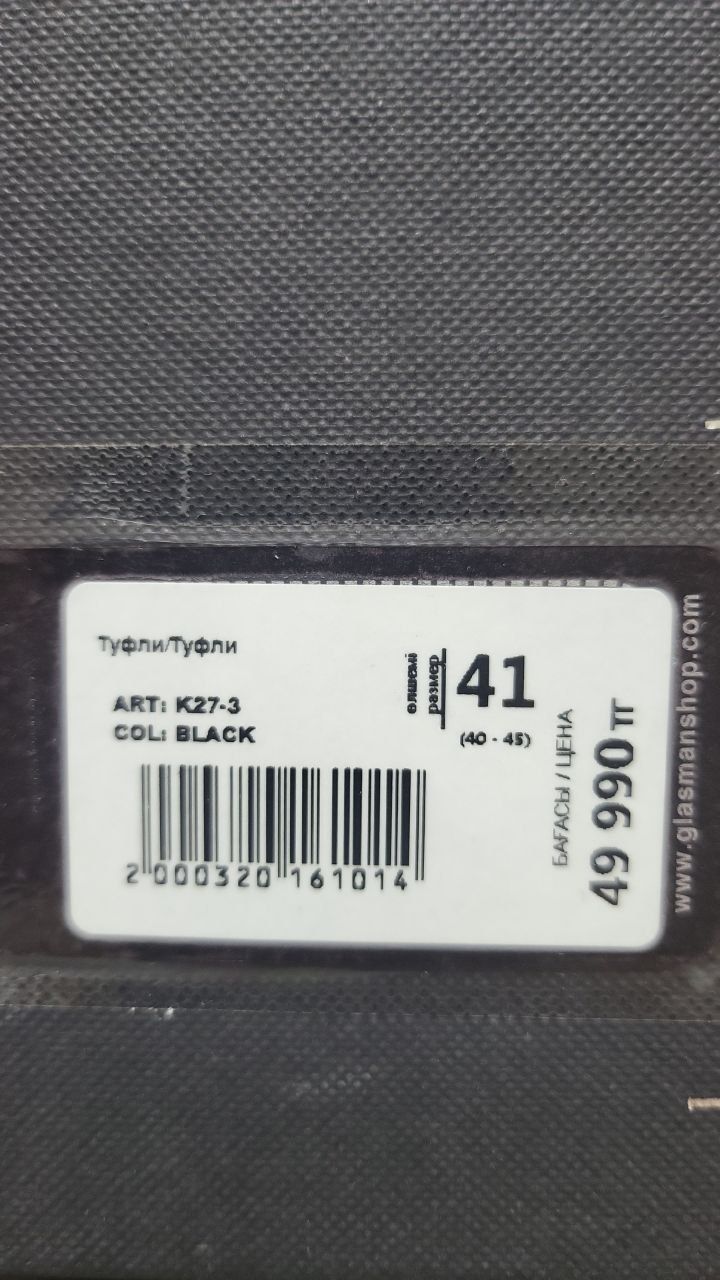 Туфли/Туфли
ART: K27-3
COL: BLACK
2 000320 161014
өлшемі
размер
41
(40 - 45)
БАҒАСЫ / ЦЕНА
49 990 тг
www.glasmanshop.com